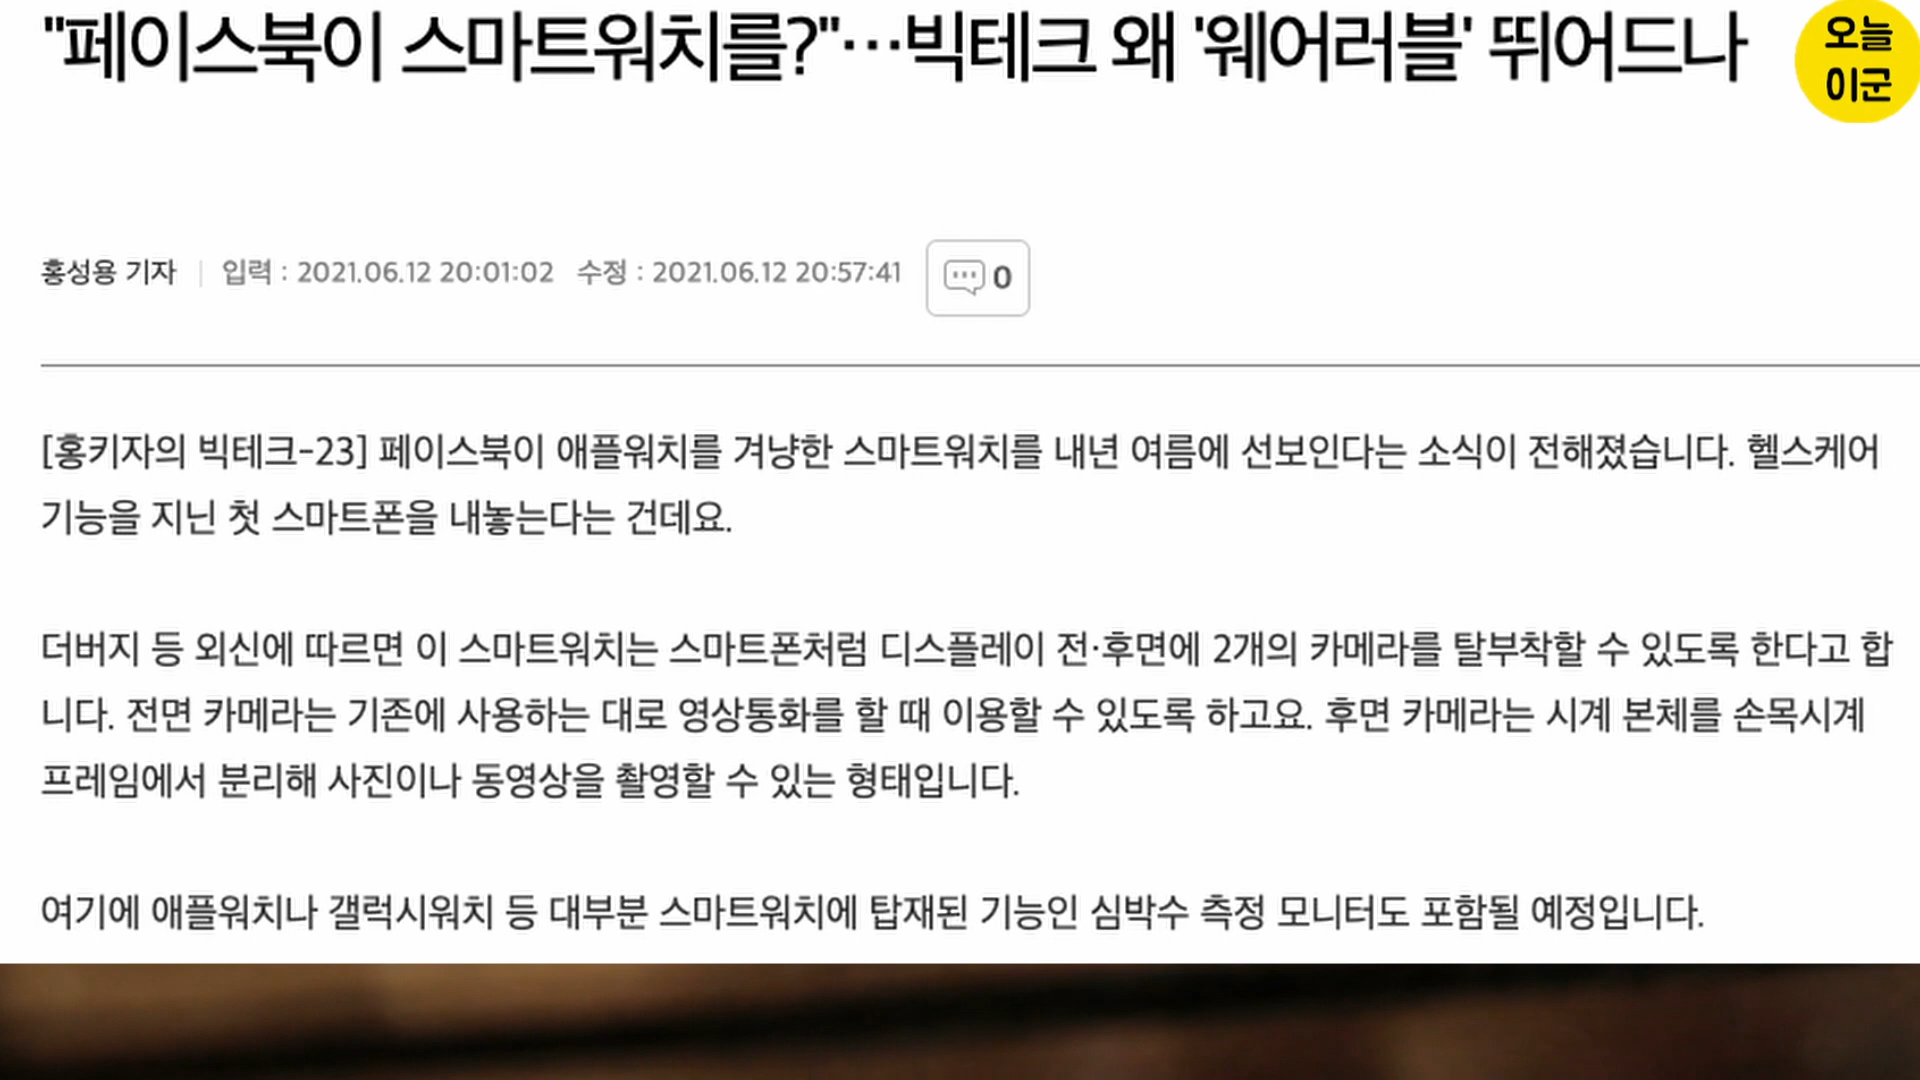 "페이스북이 스마트워치를?"…빅테크 왜 '웨어러블' 뛰어드나
오늘
이군
홍성용 기자 입력 : 2021.06.12 20:01:02 수정 : 2021.06.12 20:57:41 0
[홍키자의 빅테크-23] 페이스북이 애플워치를 겨냥한 스마트워치를 내년 여름에 선보인다는 소식이 전해졌습니다. 헬스케어
기능을 지닌 첫 스마트폰을 내놓는다는 건데요.
더버지 등 외신에 따르면 이 스마트워치는 스마트폰처럼 디스플레이 전·후면에 2개의 카메라를 탈부착할 수 있도록 한다고 합
니다. 전면 카메라는 기존에 사용하는 대로 영상통화를 할 때 이용할 수 있도록 하고요. 후면 카메라는 시계 본체를 손목시계
프레임에서 분리해 사진이나 동영상을 촬영할 수 있는 형태입니다.
여기에 애플워치나 갤럭시워치 등 대부분 스마트워치에 탑재된 기능인 심박수 측정 모니터도 포함될 예정입니다.